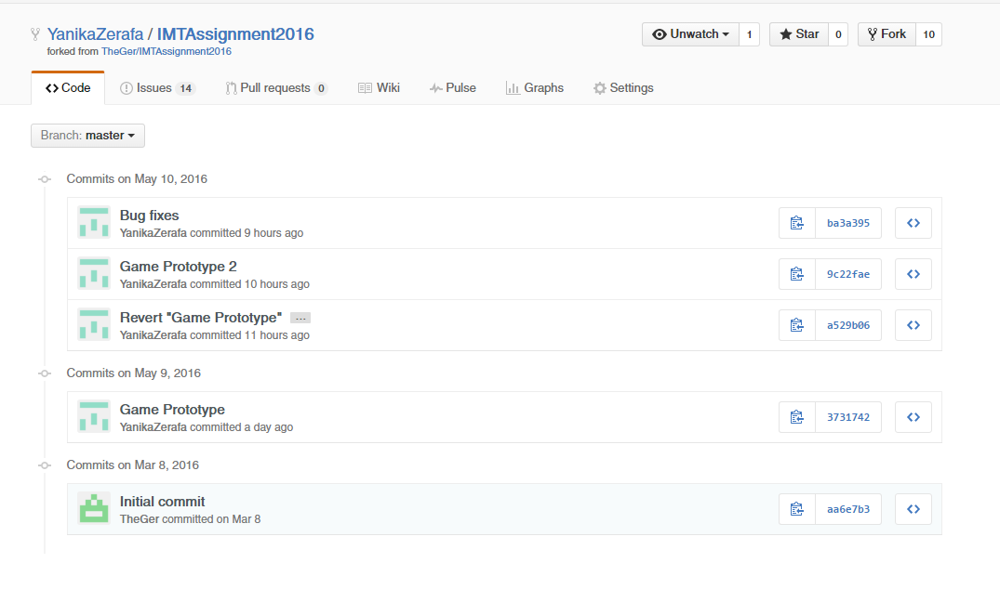 YanikaZerafa / IMTAssignment2016
forked from TheGer/IMTAssignment2016
Unwatch 1 Star 0 Fork 10
Code Issues 14 Pull requests 0 Wiki Pulse Graphs Settings
Branch: master
Commits on May 10, 2016
Bug fixes
YanikaZerafa committed 9 hours ago
ba3a395
Game Prototype 2
YanikaZerafa committed 10 hours ago
9c22fae
Revert "Game Prototype" ...
YanikaZerafa committed 11 hours ago
a529b06
Commits on May 9, 2016
Game Prototype
YanikaZerafa committed a day ago
3731742
Commits on Mar 8, 2016
Initial commit
TheGer committed on Mar 8
aa6e7b3